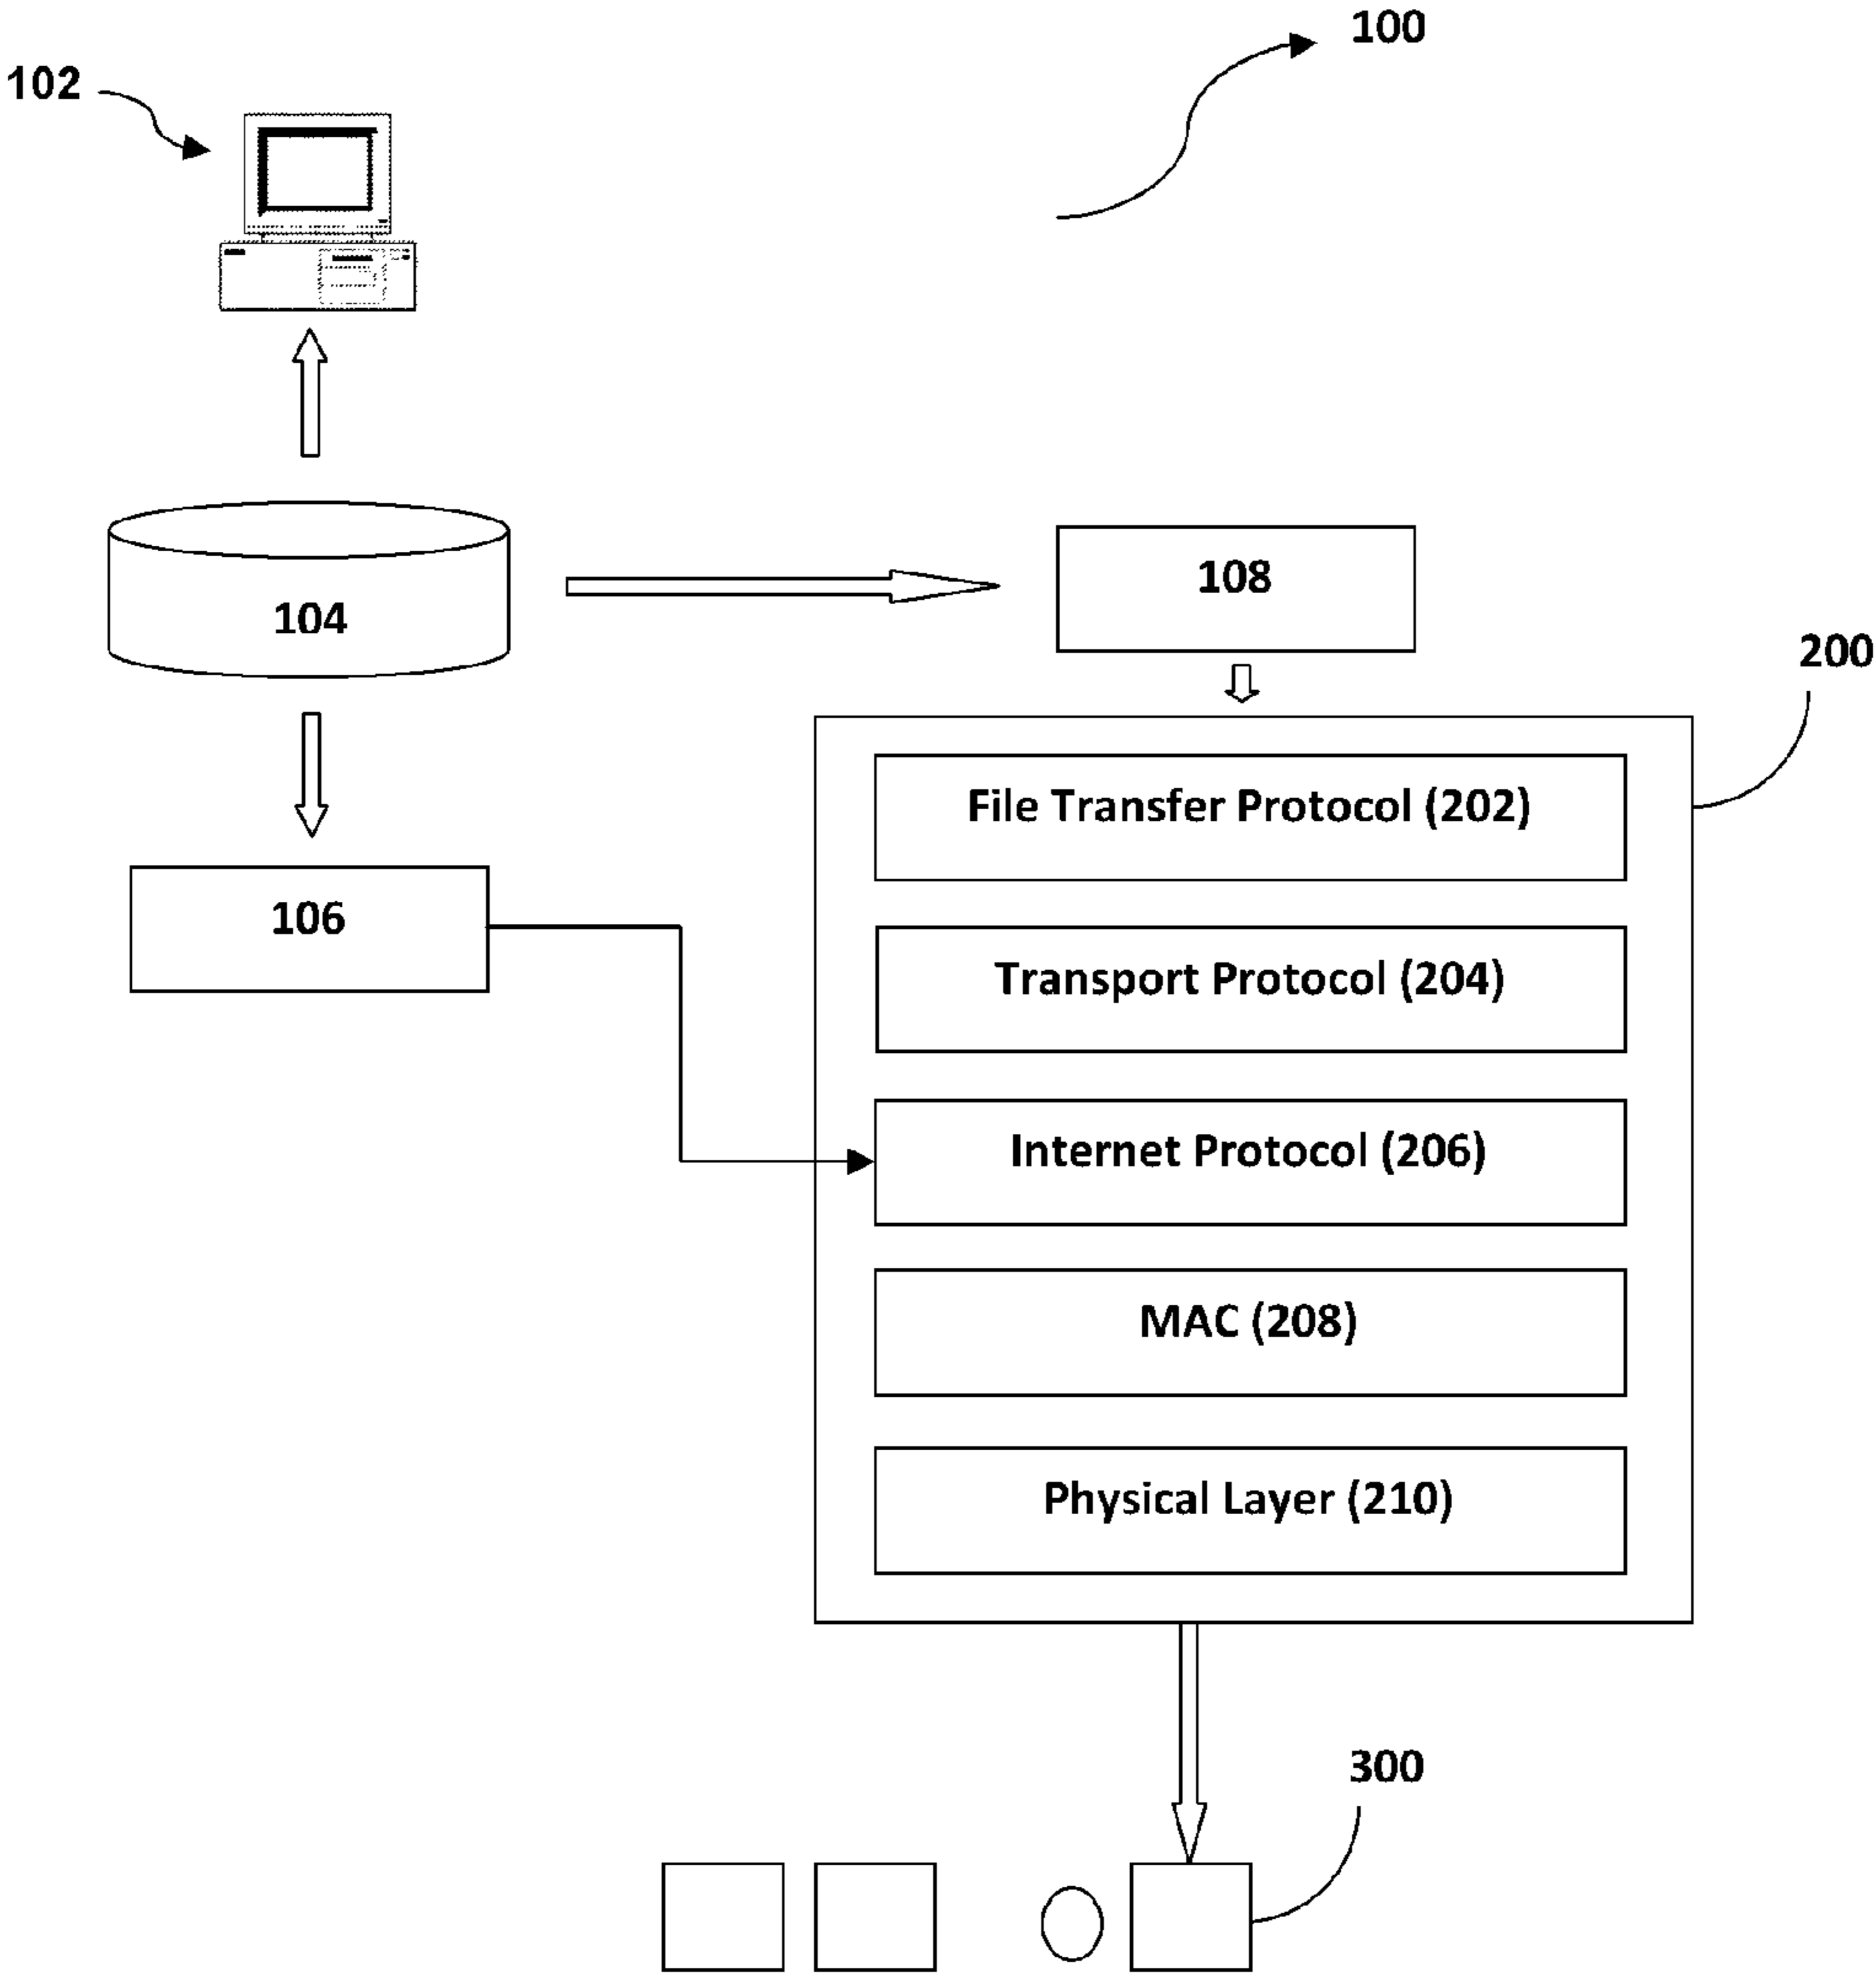 100
102
104
108
200
File Transfer Protocol (202)
106
Transport Protocol (204)
Internet Protocol (206)
MAC (208)
Physical Layer (210)
300